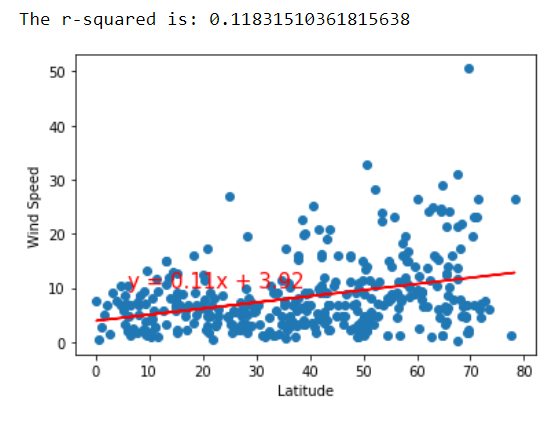 The r-squared is: 0.11831510361815638
50
40
30
20
10
0
Wind Speed
y = 0.11x + 3.92
0 10 20 30 40 50 60 70 80
Latitude